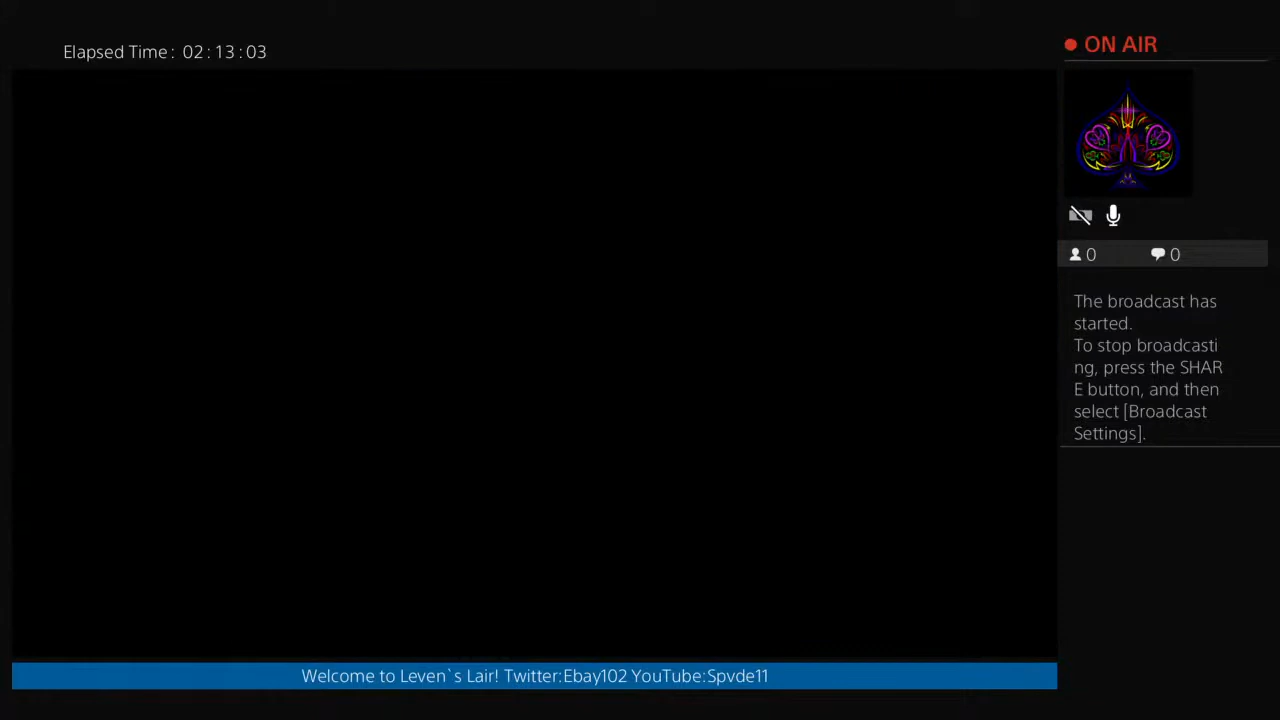 Elapsed Time: 02:13:03
ON AIR
0 0
The broadcast has
started.
To stop broadcasti
ng, press the SHAR
E button, and then
select [Broadcast
Settings].
Welcome to Leven`s Lair! Twitter:Ebay102 YouTube:Spvde11